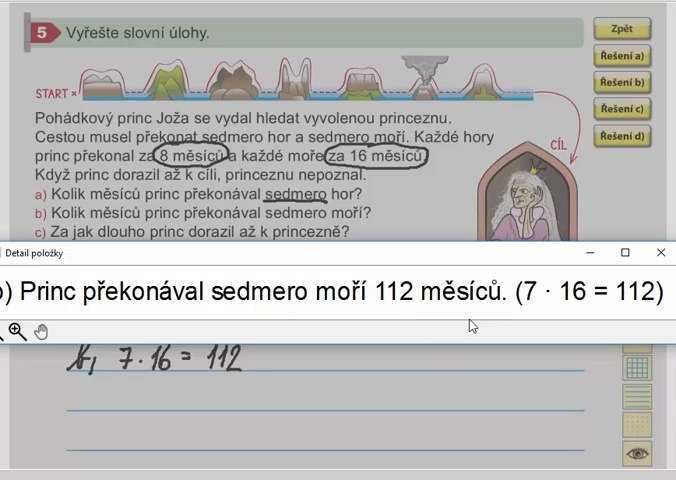 5 Vyřešte slovní úlohy.
Zpět
Řešení a)
Řešení b)
Řešení c)
Řešení d)
START
CÍL
Pohádkový princ Joža se vydal hledat vyvolenou princeznu.
Cestou musel překonat sedmero hor a sedmero moří. Každé hory
princ překonal za 8 měsíců a každé moře za 16 měsíců.
Když princ dorazil až k cíli, princeznu nepoznal.
a) Kolik měsíců princ překonával sedmero hor?
b) Kolik měsíců princ překonával sedmero moří?
c) Za jak dlouho princ dorazil až k princezně?
Detail položky
b) Princ překonával sedmero moří 112 měsíců. (7 · 16 = 112)
b, 7 · 16 = 112